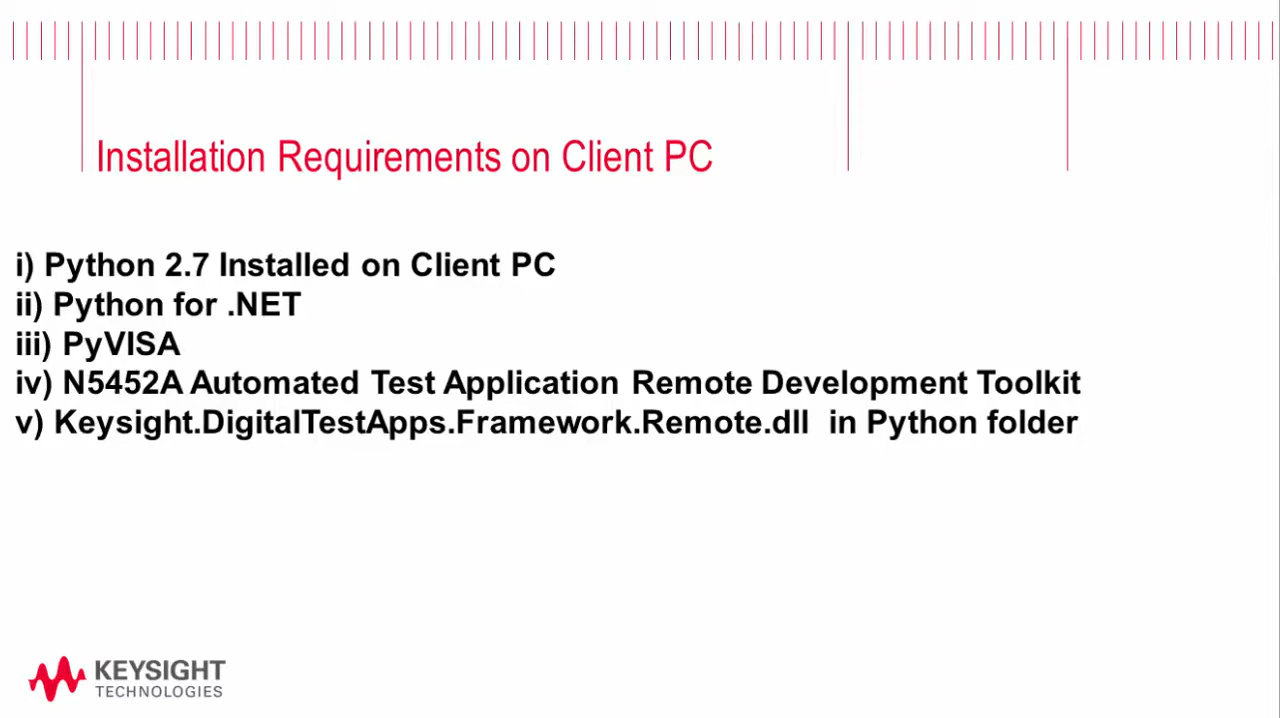 Installation Requirements on Client PC
i) Python 2.7 Installed on Client PC
ii) Python for .NET
iii) PyVISA
iv) N5452A Automated Test Application Remote Development Toolkit
v) Keysight.DigitalTestApps.Framework.Remote.dll in Python folder
KEYSIGHT
TECHNOLOGIES